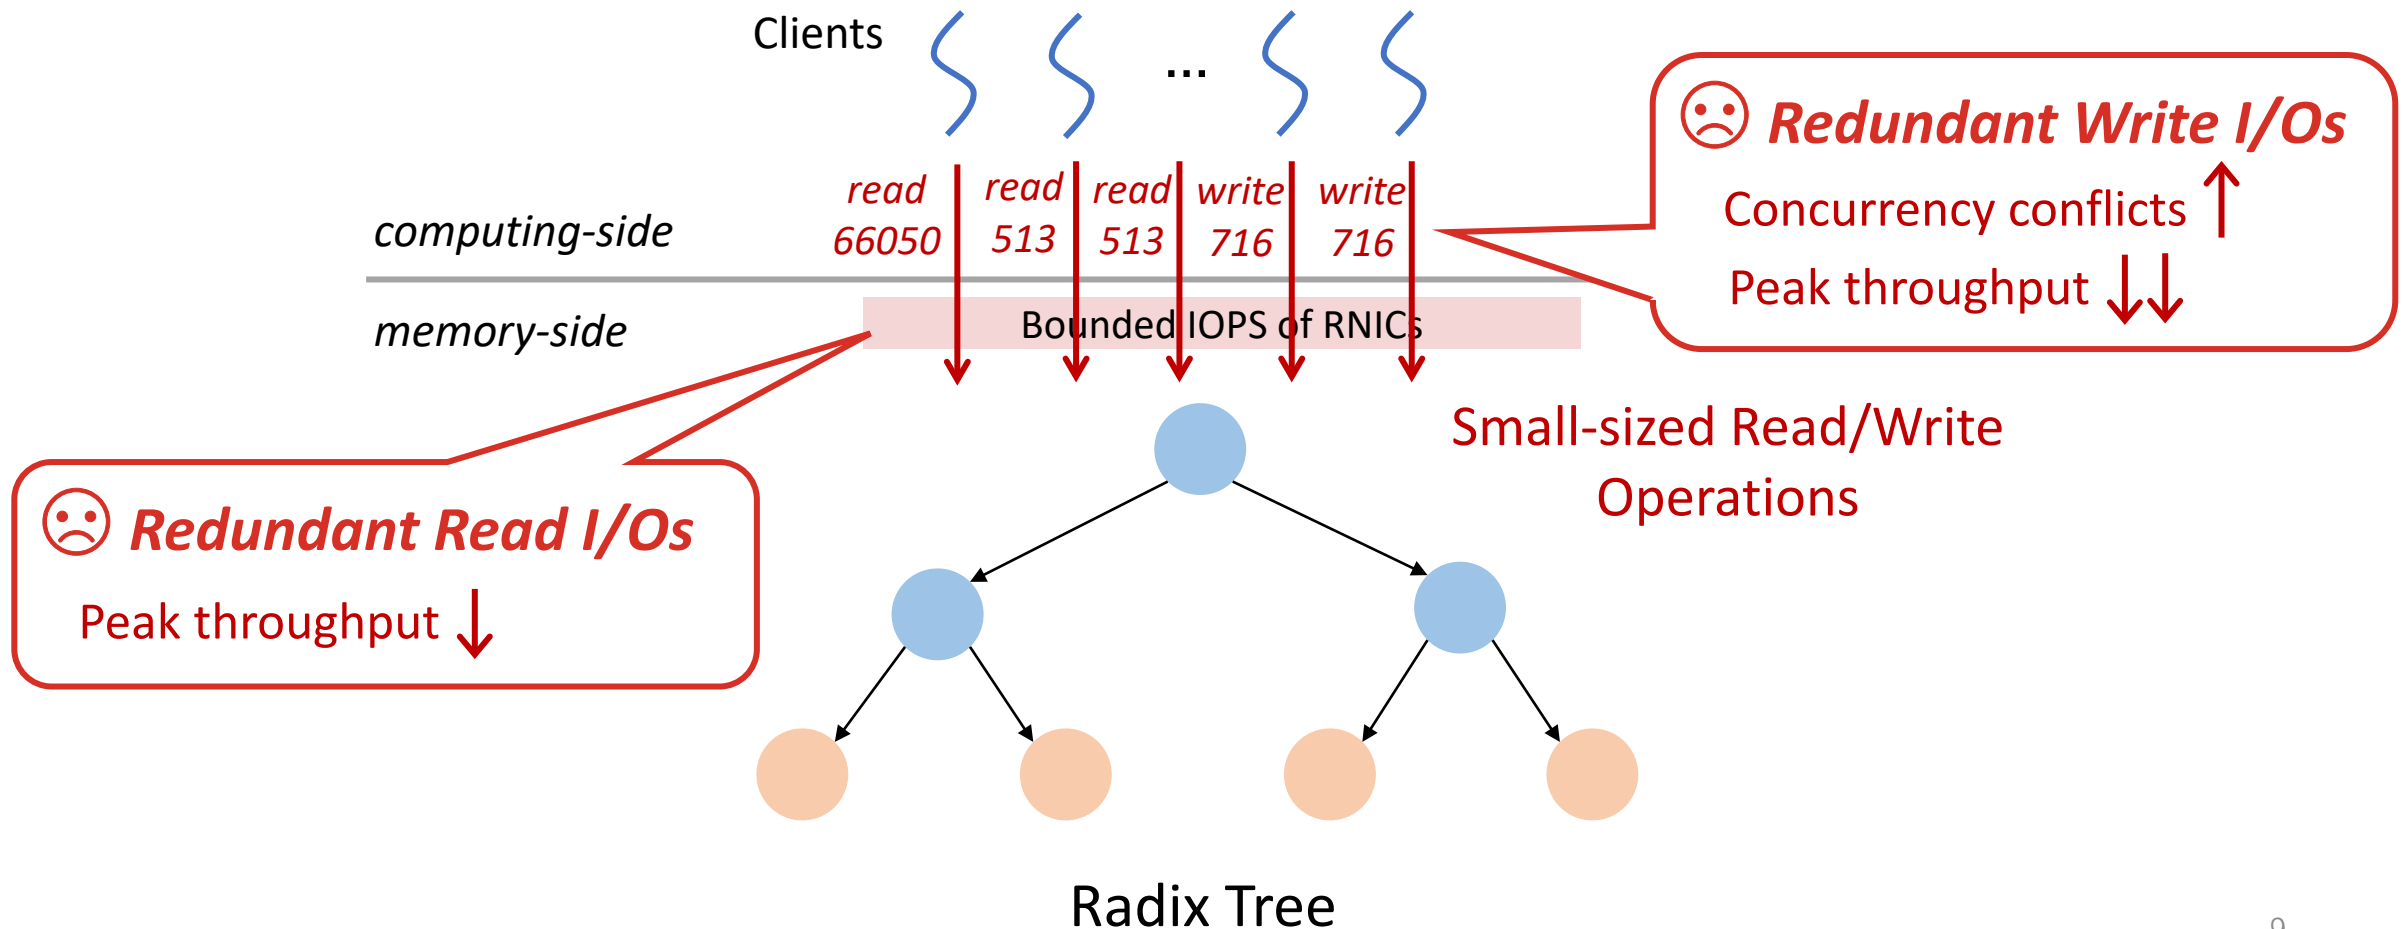 Clients
...
read 66050
read 513
read 513
write 716
write 716
computing-side
memory-side
Bounded IOPS of RNICs
Redundant Write I/Os
Concurrency conflicts ↑
Peak throughput ↓↓
Small-sized Read/Write
Operations
Redundant Read I/Os
Peak throughput ↓
Radix Tree